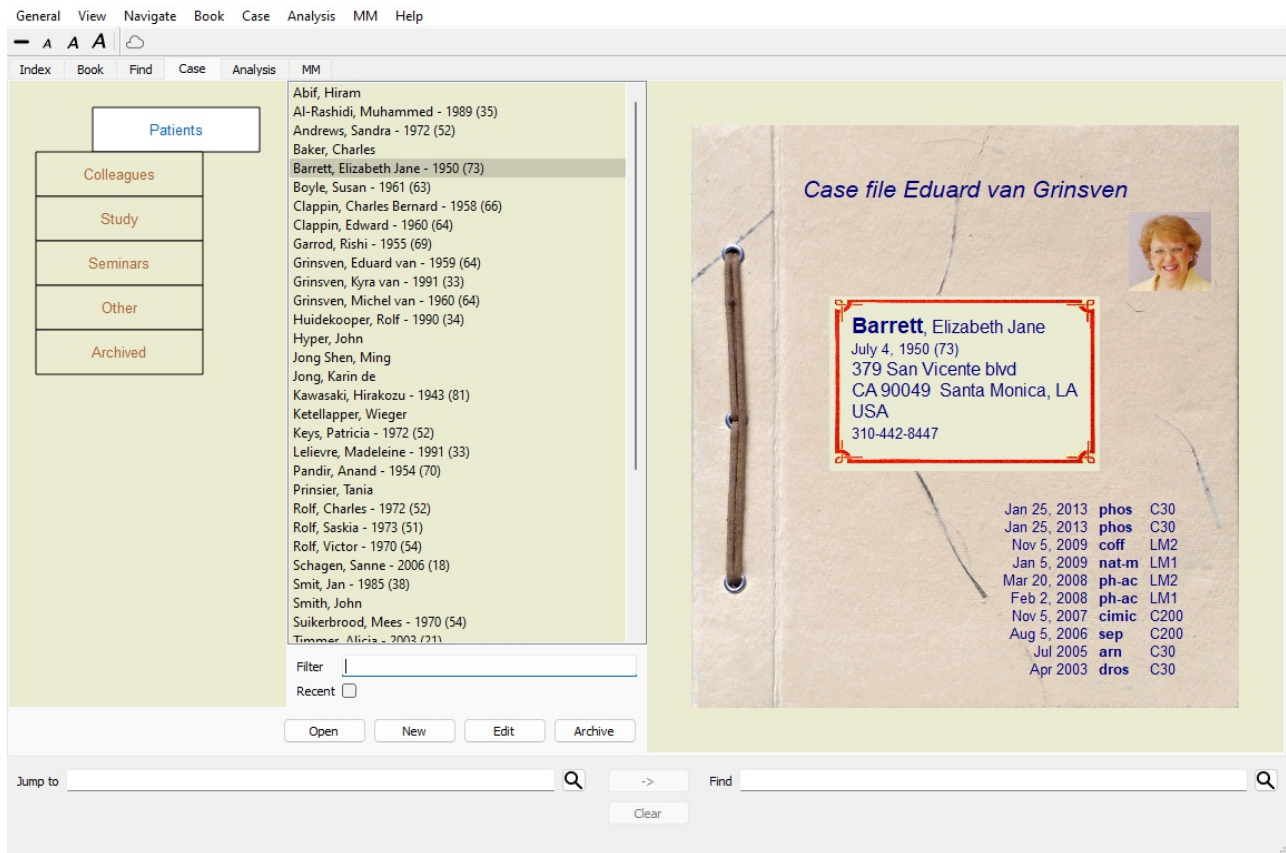 General View Navigate Book Case Analysis MM Help
A A A
Index Book Find Case Analysis MM
Patients
Colleagues
Study
Seminars
Other
Archived
Abif, Hiram
Al-Rashidi, Muhammed - 1989 (35)
Andrews, Sandra - 1972 (52)
Baker, Charles
Barrett, Elizabeth Jane - 1950 (73)
Boyle, Susan - 1961 (63)
Clappin, Charles Bernard - 1958 (66)
Clappin, Edward - 1960 (64)
Garrod, Rishi - 1955 (69)
Grinsven, Eduard van - 1959 (64)
Grinsven, Kyra van - 1991 (33)
Grinsven, Michel van - 1960 (64)
Huidekooper, Rolf - 1990 (34)
Hyper, John
Jong Shen, Ming
Jong, Karin de
Kawasaki, Hirakozu - 1943 (81)
Ketellapper, Wieger
Keys, Patricia - 1972 (52)
Lelievre, Madeleine - 1991 (33)
Pandir, Anand - 1954 (70)
Prinsier, Tania
Rolf, Charles - 1972 (52)
Rolf, Saskia - 1973 (51)
Rolf, Victor - 1970 (54)
Schagen, Sanne - 2006 (18)
Smit, Jan - 1985 (38)
Smith, John
Suikerbrood, Mees - 1970 (54)
Timmer, Alicia - 2003 (21)
Filter
Recent
Open New Edit Archive
Case file Eduard van Grinsven
Barrett, Elizabeth Jane
July 4, 1950 (73)
379 San Vicente blvd
CA 90049 Santa Monica, LA
USA
310-442-8447
Jan 25, 2013 phos C30
Jan 25, 2013 phos C30
Nov 5, 2009 coff LM2
Jan 5, 2009 nat-m LM1
Mar 20, 2008 ph-ac LM2
Feb 2, 2008 ph-ac LM1
Nov 5, 2007 cimic C200
Aug 5, 2006 sep C200
Jul 2005 arn C30
Apr 2003 dros C30
Jump to -> Find
Clear